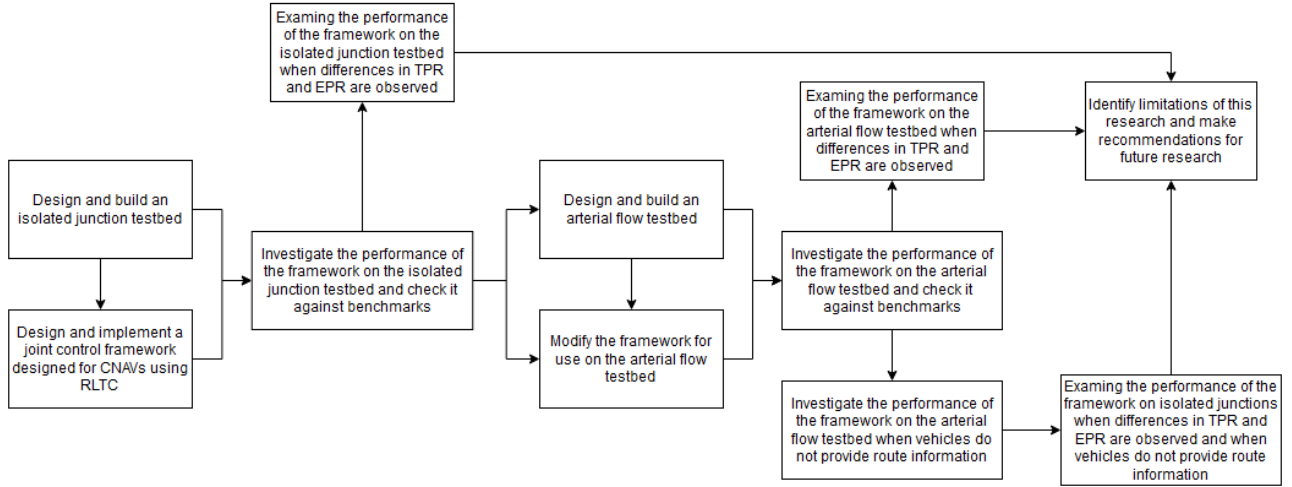 Examing the performance
of the framework on the
isolated junction testbed
when differences in TPR
and EPR are observed
Examing the performance
of the framework on the
arterial flow testbed when
differences in TPR and
EPR are observed
Identify limitations of this
research and make
recommendations for
future research
Design and build an
isolated junction testbed
Design and build an
arterial flow testbed
Investigate the performance of
the framework on the isolated
junction testbed and check it
against benchmarks
Investigate the performance of
the framework on the arterial
flow testbed and check it
against benchmarks
Design and implement a
joint control framework
designed for CNAVs using
RLTC
Modify the framework for
use on the arterial flow
testbed
Investigate the performance of
the framework on the arterial
flow testbed when vehicles do
not provide route information
Examing the performance of the
framework on isolated junctions
when differences in TPR and
EPR are observed and when
vehicles do not provide route
information